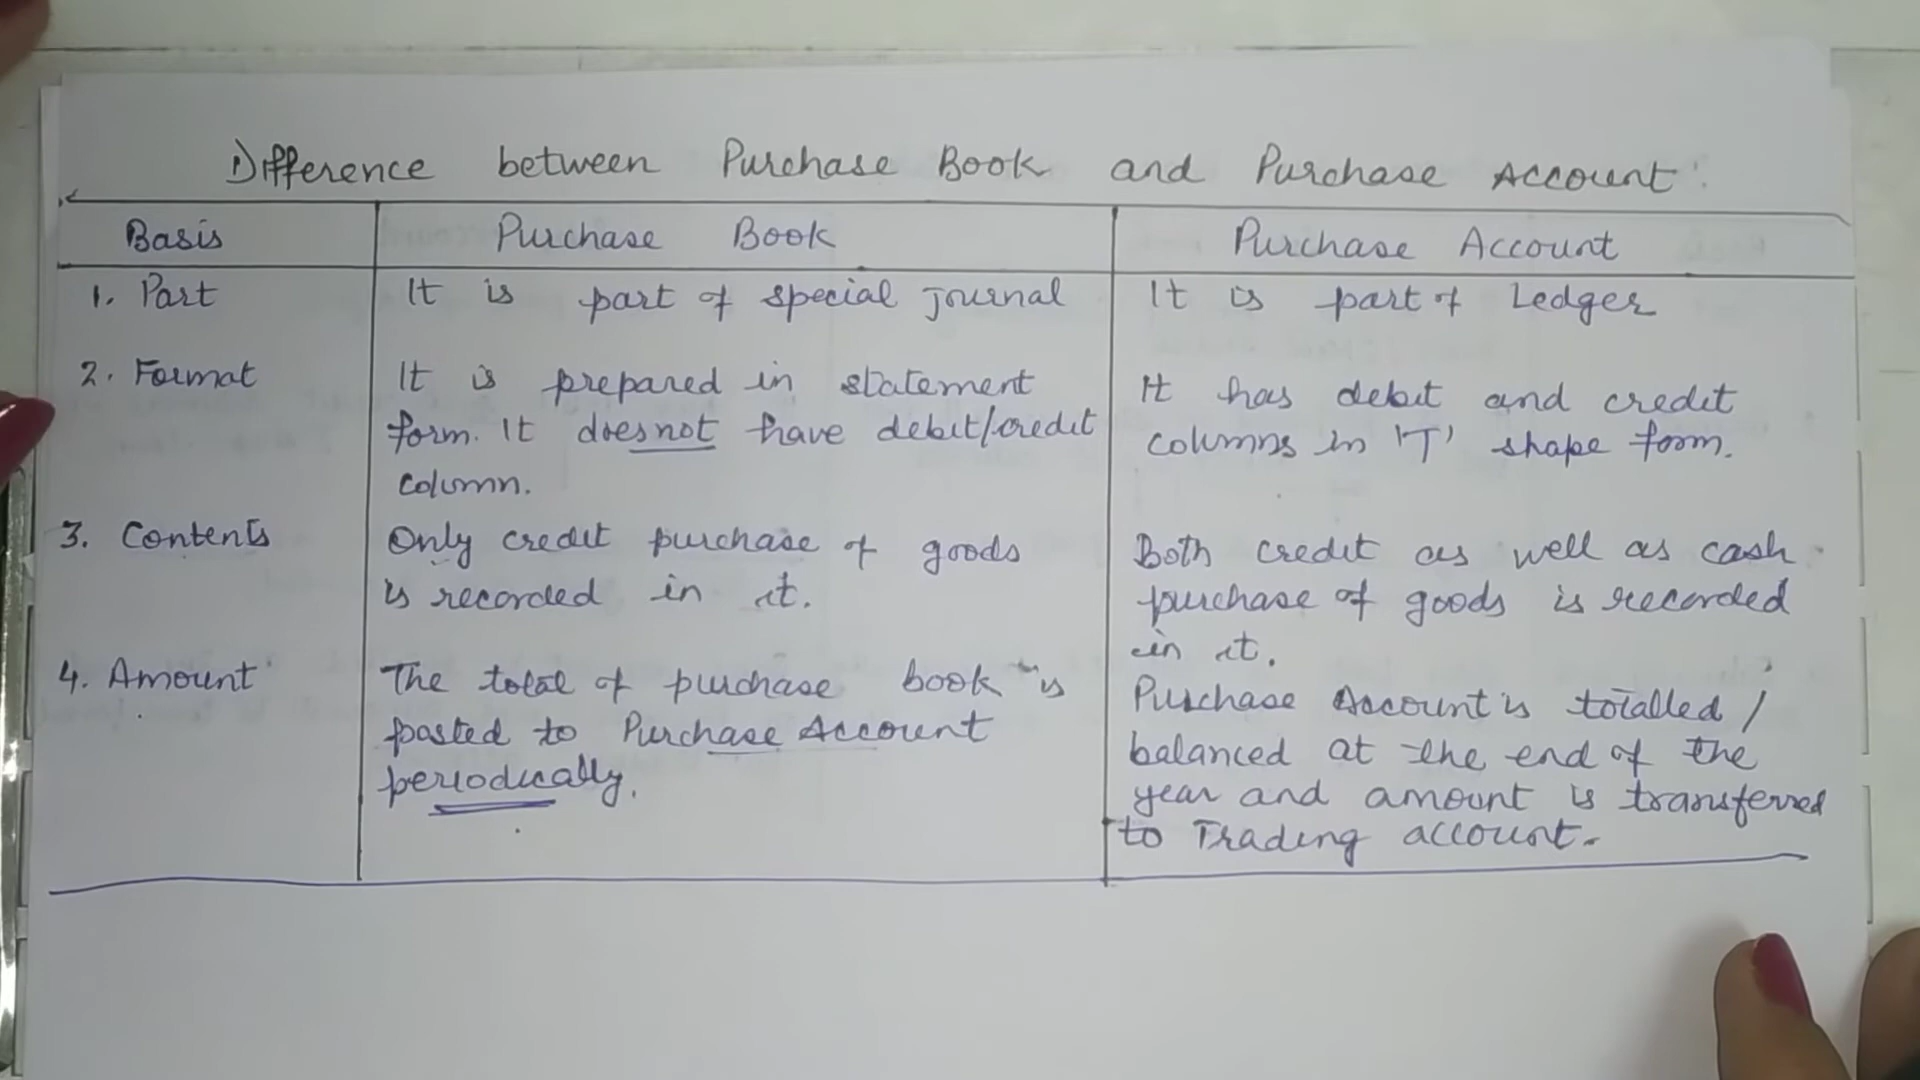 Difference between Purchase Book and Purchase Account
Basis Purchase Book Purchase Account
1. Part It is part of special journal It is part of Ledger
2. Format It is prepared in statement
form. It does not have debit/credit
column.
It has debit and credit
columns in 'T' shape form.
3. Contents Only credit purchase of goods
is recorded in it.
Both credit as well as cash
purchase of goods is recorded
in it.
4. Amount The total of purchase book is
posted to Purchase Account
periodically.
Purchase Account is totalled /
balanced at the end of the
year and amount is transferred
to Trading account.